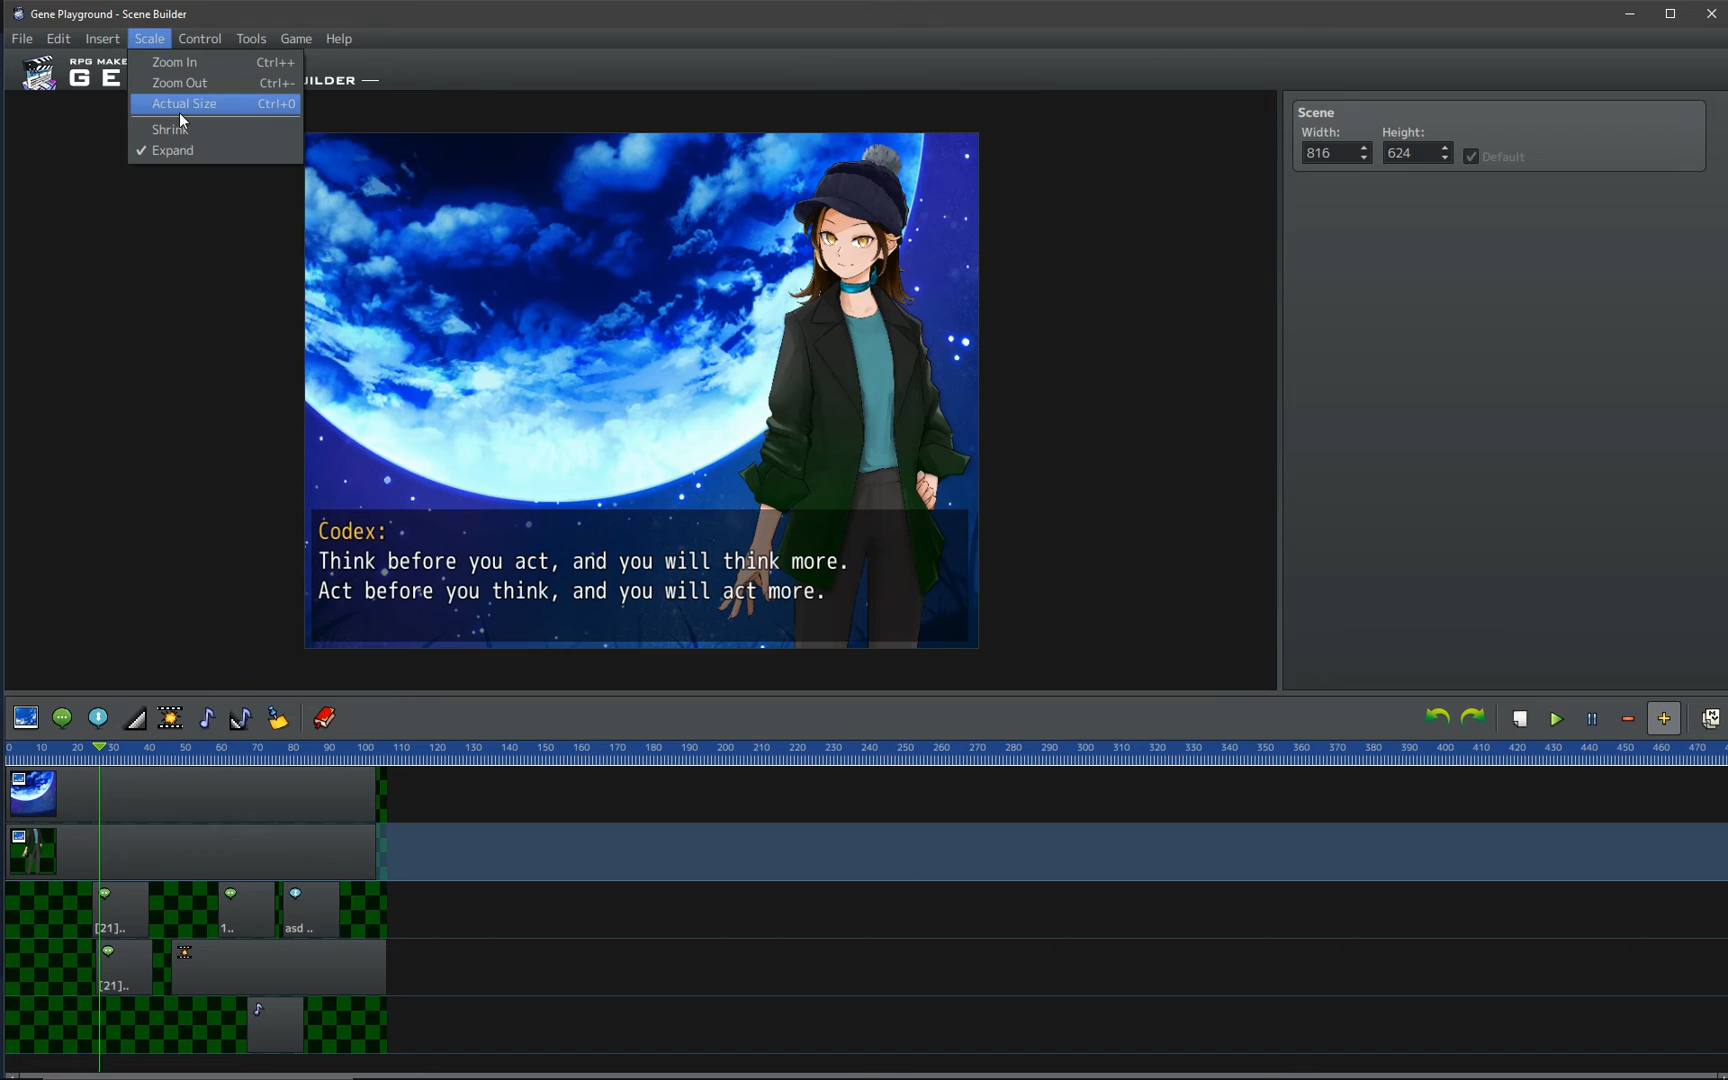 Gene Playground - Scene Builder
File Edit Insert Scale Control Tools Game Help
RPG MAKE
GE
UILDER
Zoom In Ctrl++
Zoom Out Ctrl+-
Actual Size Ctrl+0
Shrink
✓ Expand
Scene
Width: Height:
816 624 Default
Codex:
Think before you act, and you will think more.
Act before you think, and you will act more.
0 10 20 30 40 50 60 70 80 90 100 110 120 130 140 150 160 170 180 190 200 210 220 230 240 250 260 270 280 290 300 310 320 330 340 350 360 370 380 390 400 410 420 430 440 450 460 470
[21].. 1.. asd ..
[21]..